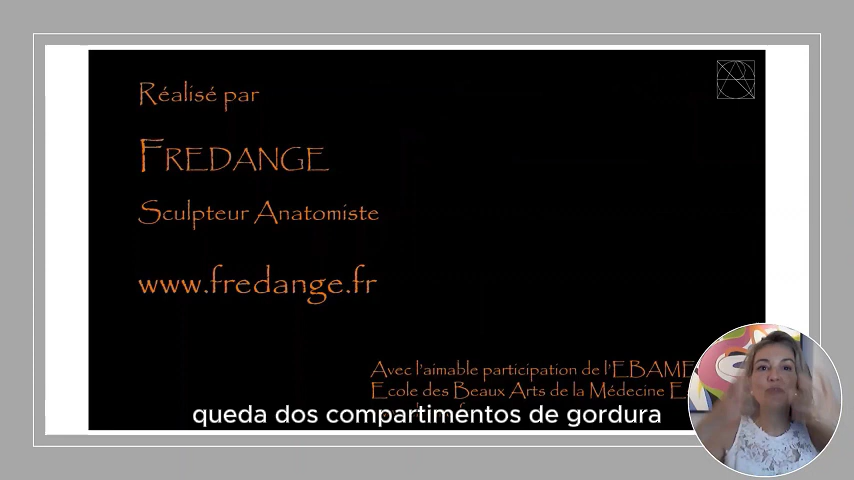 Réalisé par
FREDANGE
Sculpteur Anatomiste
www.fredange.fr
Avec l'aimable participation de l'EBAME
Ecole des Beaux Arts de la Médecine E
queda dos compartimentos de gordura